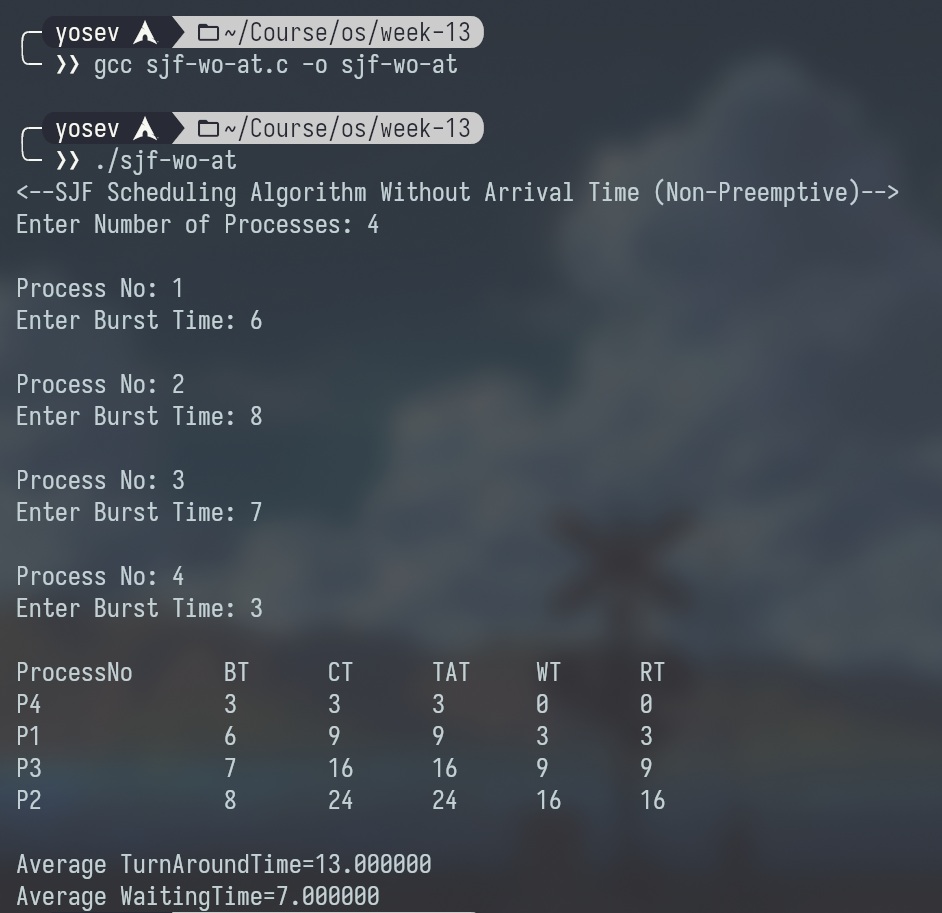 yosev ~/Course/os/week-13
❯❯ gcc sjf-wo-at.c -o sjf-wo-at
yosev ~/Course/os/week-13
❯❯ ./sjf-wo-at
<--SJF Scheduling Algorithm Without Arrival Time (Non-Preemptive)-->
Enter Number of Processes: 4
Process No: 1
Enter Burst Time: 6
Process No: 2
Enter Burst Time: 8
Process No: 3
Enter Burst Time: 7
Process No: 4
Enter Burst Time: 3
ProcessNo BT CT TAT WT RT
P4 3 3 3 0 0
P1 6 9 9 3 3
P3 7 16 16 9 9
P2 8 24 24 16 16
Average TurnAroundTime=13.000000
Average WaitingTime=7.000000